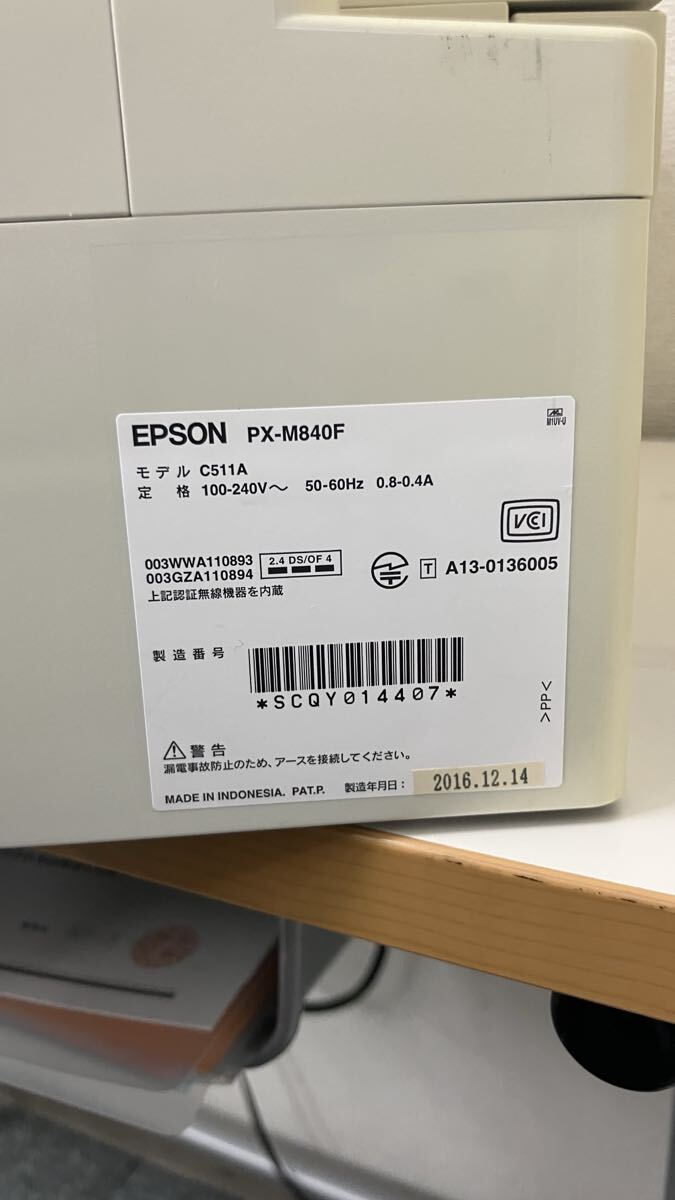 EPSON PX-M840F
M1UV-U
モデル C511A
定 格 100-240V～ 50-60Hz 0.8-0.4A
VCI
003WWA110893
003GZA110894
2.4 DS/OF 4
T A13-0136005
上記認証無線機器を内蔵
製造番号
*SCQY014407*
>PP<
警告
漏電事故防止のため、アースを接続してください。
MADE IN INDONESIA. PAT.P. 製造年月日： 2016.12.14